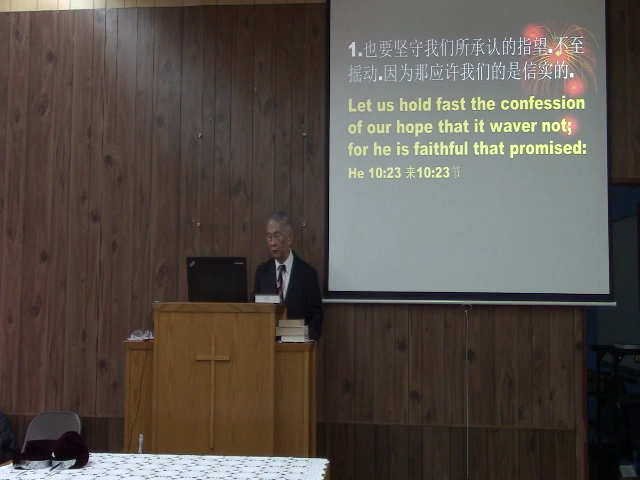 1.也要坚守我们所承认的指望.不至
摇动.因为那应许我们的是信实的.
Let us hold fast the confession
of our hope that it waver not;
for he is faithful that promised:
He 10:23 来10:23节